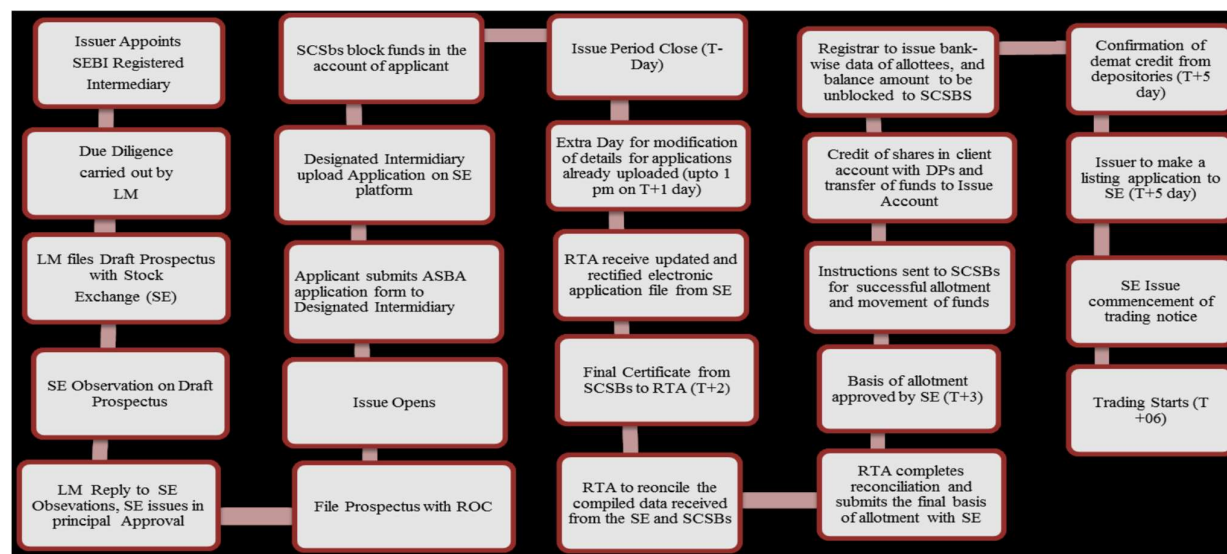 Issuer Appoints
SEBI Registered
Intermediary
Due Diligence
carried out by
LM
LM files Draft Prospectus
with Stock
Exchange (SE)
SE Observation on Draft
Prospectus
LM Reply to SE
Obsevations, SE issues in
principal Approval
File Prospectus with ROC
Issue Opens
Applicant submits ASBA
application form to
Designated Intermidiary
Designated Intermidiary
upload Application on SE
platform
SCSbs block funds in the
account of applicant
Issue Period Close (T-
Day)
Extra Day for modification
of details for applications
already uploaded (upto 1
pm on T+1 day)
RTA receive updated and
rectified electronic
application file from SE
Final Certificate from
SCSBs to RTA (T+2)
RTA to reconcile the
compiled data received
from the SE and SCSBs
RTA completes
reconciliation and
submits the final basis
of allotment with SE
Basis of allotment
approved by SE (T+3)
Instructions sent to SCSBs
for successful allotment
and movement of funds
Credit of shares in client
account with DPs and
transfer of funds to Issue
Account
Registrar to issue bank-
wise data of allottees, and
balance amount to be
unblocked to SCSBS
Confirmation of
demat credit from
depositories (T+5
day)
Issuer to make a
listing application to
SE (T+5 day)
SE Issue
commencement of
trading notice
Trading Starts (T
+06)